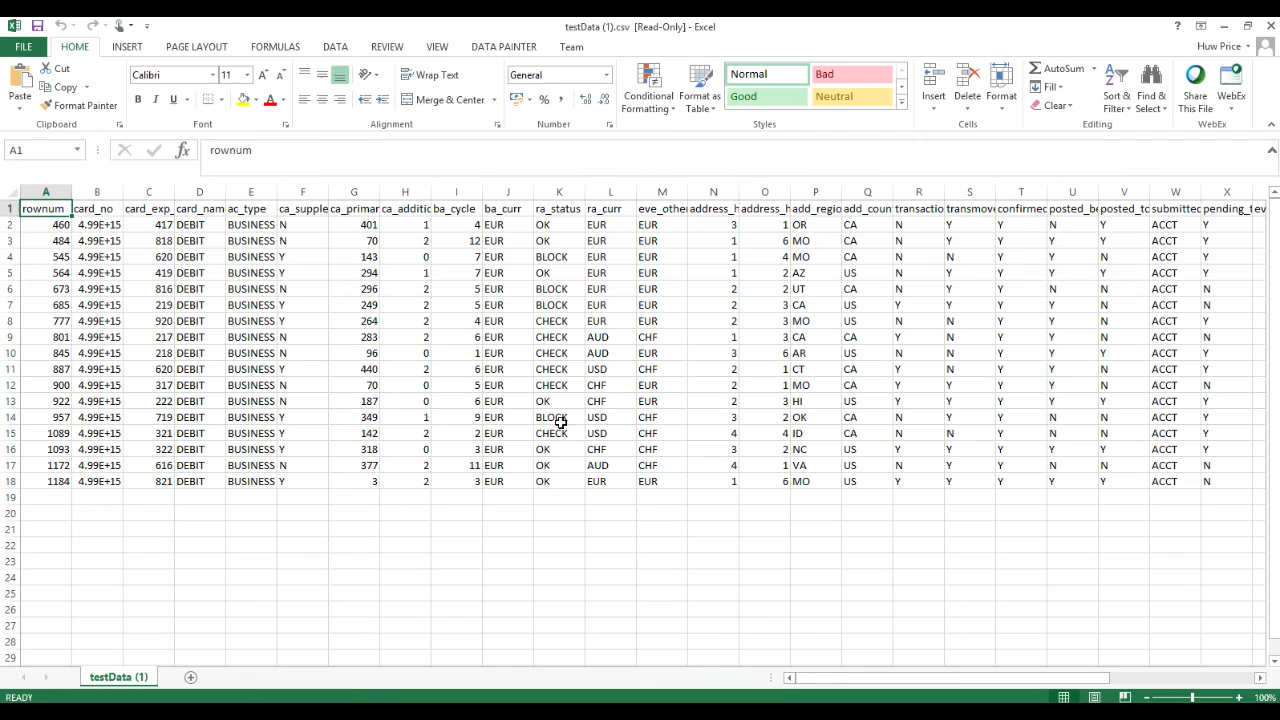 testData (1).csv [Read-Only] - Excel
FILE HOME INSERT PAGE LAYOUT FORMULAS DATA REVIEW VIEW DATA PAINTER Team Huw Price
Paste Cut Copy Format Painter Clipboard
Calibri 11 B I U A A Font
Wrap Text Merge & Center Alignment
General % , Number
Conditional Formatting Format as Table Normal Bad Good Neutral Styles
Insert Delete Format Cells
AutoSum Fill Clear Sort & Filter Find & Select Editing
Share This File WebEx WebEx
A1 fx rownum
A B C D E F G H I J K L M N O P Q R S T U V W X
1 rownum card_no card_exp_ card_nam ac_type ca_supple ca_primar ca_additic ba_cycle ba_curr ra_status ra_curr eve_othe address_h address_h add_regio add_coun transactio transmov confirmec posted_bo posted_to submitte pending_f ev
2 460 4.99E+15 417 DEBIT BUSINESS N 401 1 4 EUR OK EUR EUR 3 1 OR CA N Y Y N Y ACCT Y
3 484 4.99E+15 818 DEBIT BUSINESS Y 70 2 12 EUR OK EUR EUR 1 6 MO CA N Y Y Y Y ACCT Y
4 545 4.99E+15 620 DEBIT BUSINESS Y 143 0 7 EUR BLOCK EUR EUR 1 4 MO CA N N Y Y N ACCT Y
5 564 4.99E+15 419 DEBIT BUSINESS Y 294 1 7 EUR OK EUR EUR 1 2 AZ US N Y Y Y N ACCT Y
6 673 4.99E+15 816 DEBIT BUSINESS Y 296 2 5 EUR BLOCK EUR EUR 2 2 UT CA N Y Y Y N ACCT N
7 685 4.99E+15 219 DEBIT BUSINESS Y 249 2 5 EUR BLOCK EUR EUR 2 3 CA US Y Y Y Y N ACCT N
8 777 4.99E+15 920 DEBIT BUSINESS Y 264 2 4 EUR CHECK EUR EUR 2 3 MO US N N Y N N ACCT Y
9 801 4.99E+15 217 DEBIT BUSINESS N 283 2 6 EUR CHECK AUD CHF 1 3 CA CA Y N Y Y N ACCT Y
10 845 4.99E+15 218 DEBIT BUSINESS Y 96 0 1 EUR CHECK AUD EUR 3 6 AR US N Y Y Y Y ACCT Y
11 887 4.99E+15 620 DEBIT BUSINESS Y 440 2 6 EUR CHECK USD CHF 2 1 CT CA Y Y Y N Y ACCT Y
12 900 4.99E+15 317 DEBIT BUSINESS N 70 0 5 EUR CHECK CHF EUR 2 1 MO CA Y Y Y Y N ACCT N
13 922 4.99E+15 222 DEBIT BUSINESS N 187 0 6 EUR OK CHF EUR 2 2 HI US Y Y Y Y Y ACCT Y
14 957 4.99E+15 719 DEBIT BUSINESS Y 349 1 9 EUR BLOCK USD CHF 3 2 OK CA N Y Y N N ACCT Y
15 1089 4.99E+15 321 DEBIT BUSINESS Y 142 2 2 EUR CHECK USD CHF 4 4 ID CA N N Y N N ACCT Y
16 1093 4.99E+15 322 DEBIT BUSINESS Y 318 0 3 EUR OK CHF CHF 3 2 NC US Y Y Y Y Y ACCT Y
17 1172 4.99E+15 616 DEBIT BUSINESS N 377 2 11 EUR OK AUD CHF 4 1 VA US N Y Y N N ACCT N
18 1184 4.99E+15 821 DEBIT BUSINESS Y 3 2 3 EUR OK EUR EUR 1 6 MO US Y Y Y Y Y ACCT N
19
20
21
22
23
24
25
26
27
28
29
testData (1)
READY 100%